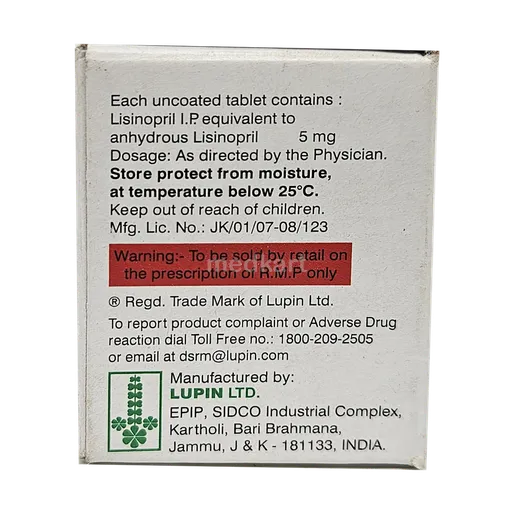 Each uncoated tablet contains :
Lisinopril I.P. equivalent to
anhydrous Lisinopril 5 mg
Dosage: As directed by the Physician.
Store protect from moisture,
at temperature below 25°C.
Keep out of reach of children.
Mfg. Lic. No.: JK/01/07-08/123
Warning:- To be sold by retail on
the prescription of R.M.P only
medkart
® Regd. Trade Mark of Lupin Ltd.
To report product complaint or Adverse Drug
reaction dial Toll Free no.: 1800-209-2505
or email at dsrm@lupin.com
Manufactured by:
LUPIN LTD.
EPIP, SIDCO Industrial Complex,
Kartholi, Bari Brahmana,
Jammu, J & K - 181133, INDIA.